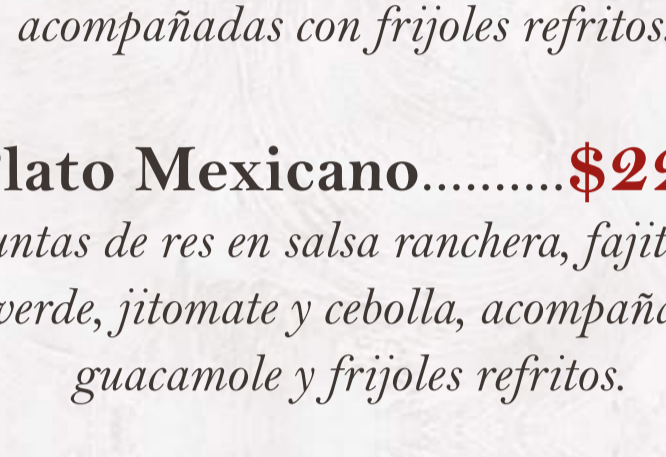 acompañadas con frijoles refritos.
lato Mexicano..........$29
untas de res en salsa ranchera, fajit
verde, jitomate y cebolla, acompaña
guacamole y frijoles refritos.